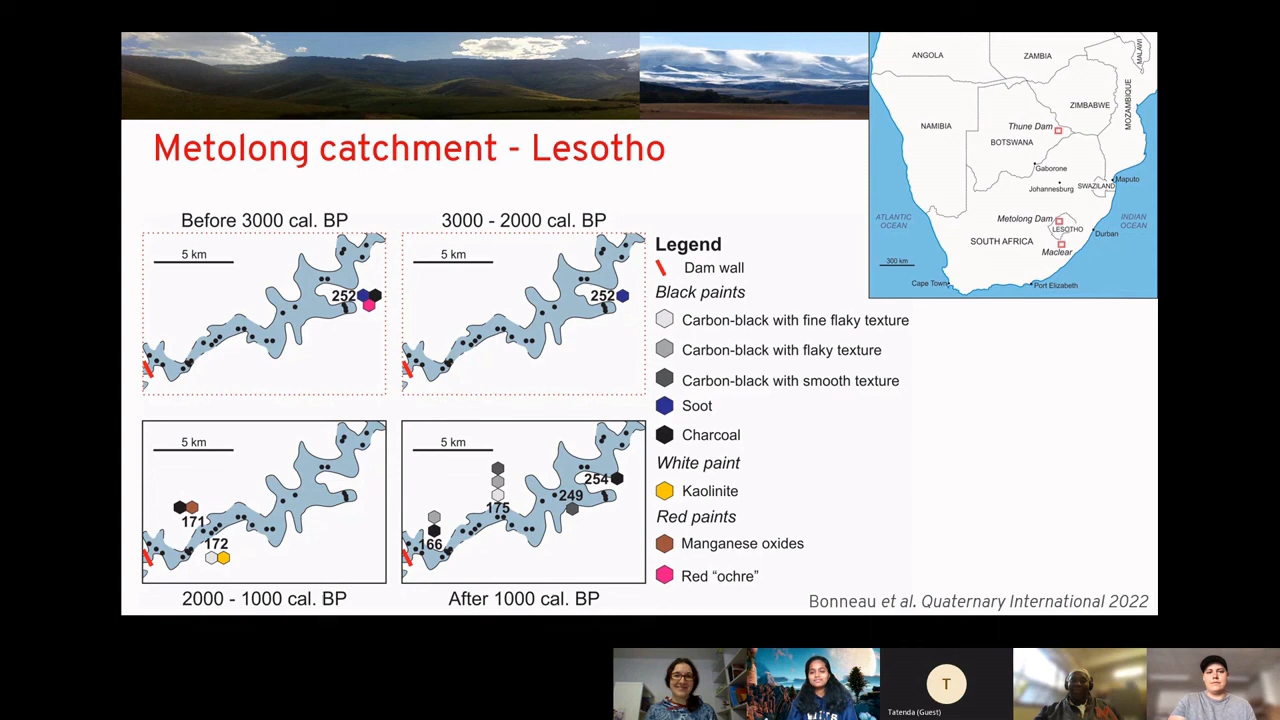 Metolong catchment - Lesotho
ANGOLA
ZAMBIA
MALAWI
ZIMBABWE
MOZAMBIQUE
NAMIBIA
Thune Dam
BOTSWANA
Gaborone
Johannesburg
SWAZILAND
Maputo
ATLANTIC
OCEAN
Metolong Dam
LESOTHO
INDIAN
OCEAN
Durban
SOUTH AFRICA
Maclear
300 km
Cape Town
Port Elizabeth
Before 3000 cal. BP
5 km
252
3000 - 2000 cal. BP
5 km
252
5 km
171
172
2000 - 1000 cal. BP
5 km
254
249
175
166
After 1000 cal. BP
Legend
Dam wall
Black paints
Carbon-black with fine flaky texture
Carbon-black with flaky texture
Carbon-black with smooth texture
Soot
Charcoal
White paint
Kaolinite
Red paints
Manganese oxides
Red “ochre”
Bonneau et al. Quaternary International 2022
T
Tatenda (Guest)